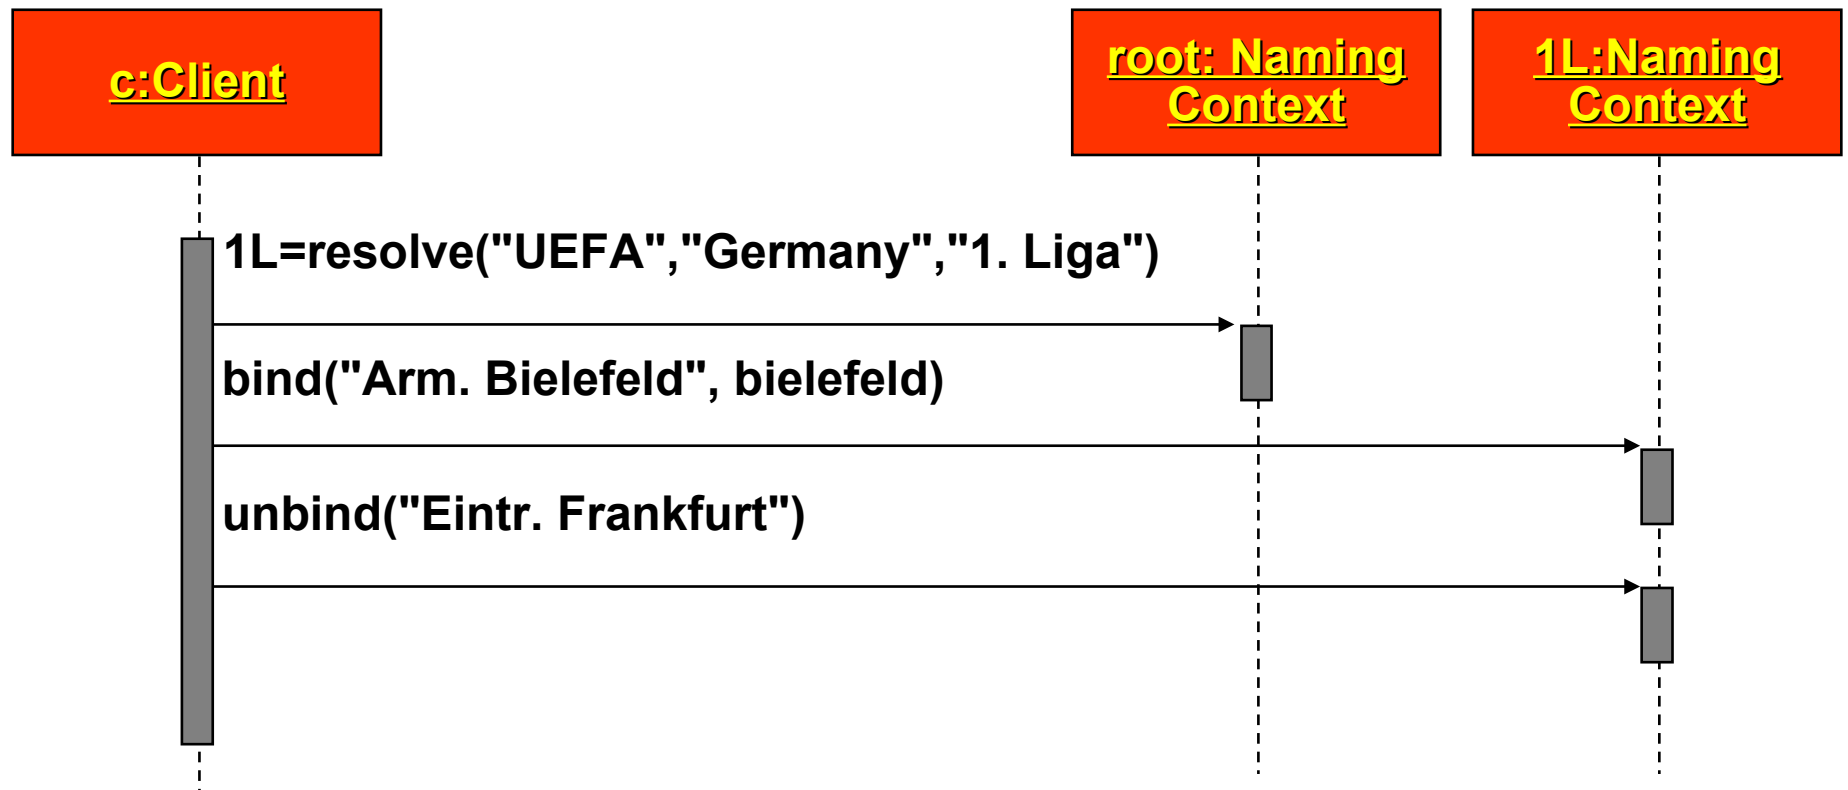 c:Client
root: Naming
Context
1L:Naming
Context
1L=resolve("UEFA","Germany","1. Liga")
bind("Arm. Bielefeld", bielefeld)
unbind("Eintr. Frankfurt")